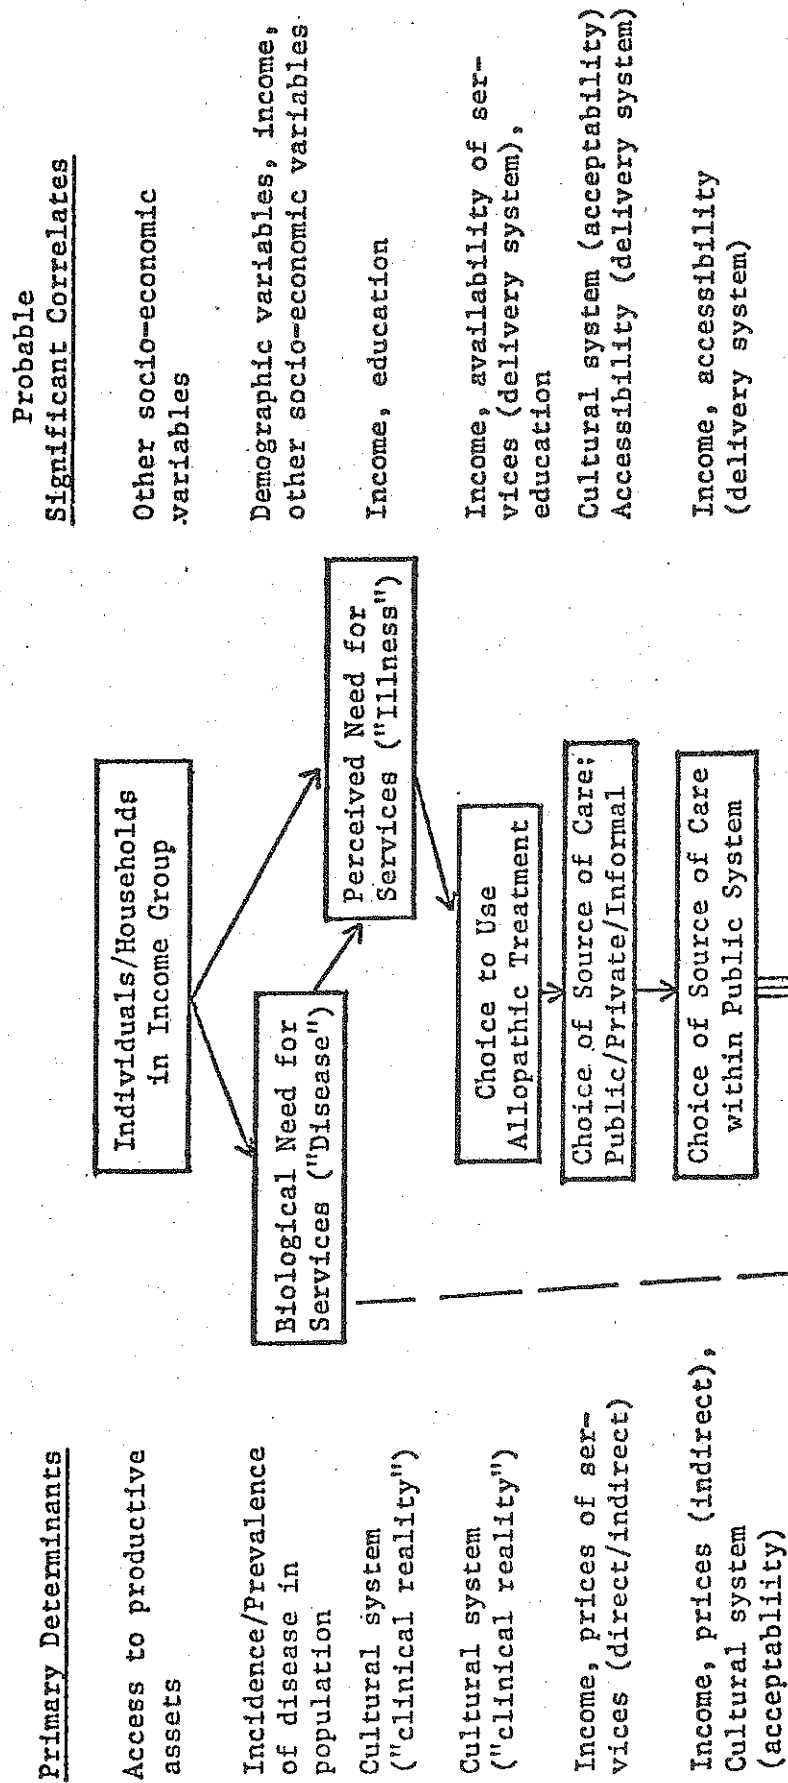 Primary Determinants
Access to productive
assets
Incidence/Prevalence
of disease in
population
Cultural system
("clinical reality")
Cultural system
("clinical reality")
Income, prices of ser-
vices (direct/indirect)
Income, prices (indirect),
Cultural system
(acceptabliity)
Individuals/Households
in Income Group
Biological Need for
Services ("Disease")
Perceived Need for
Services ("Illness")
Choice to Use
Allopathic Treatment
Choice of Source of Care;
Public/Private/Informal
Choice of Source of Care
within Public System
Probable
Significant Correlates
Other socio-economic
variables
Demographic variables, income,
other socio-economic variables
Income, education
Income, availability of ser-
vices (delivery system),
education
Cultural system (acceptability)
Accessibility (delivery system)
Income, accessibility
(delivery system)